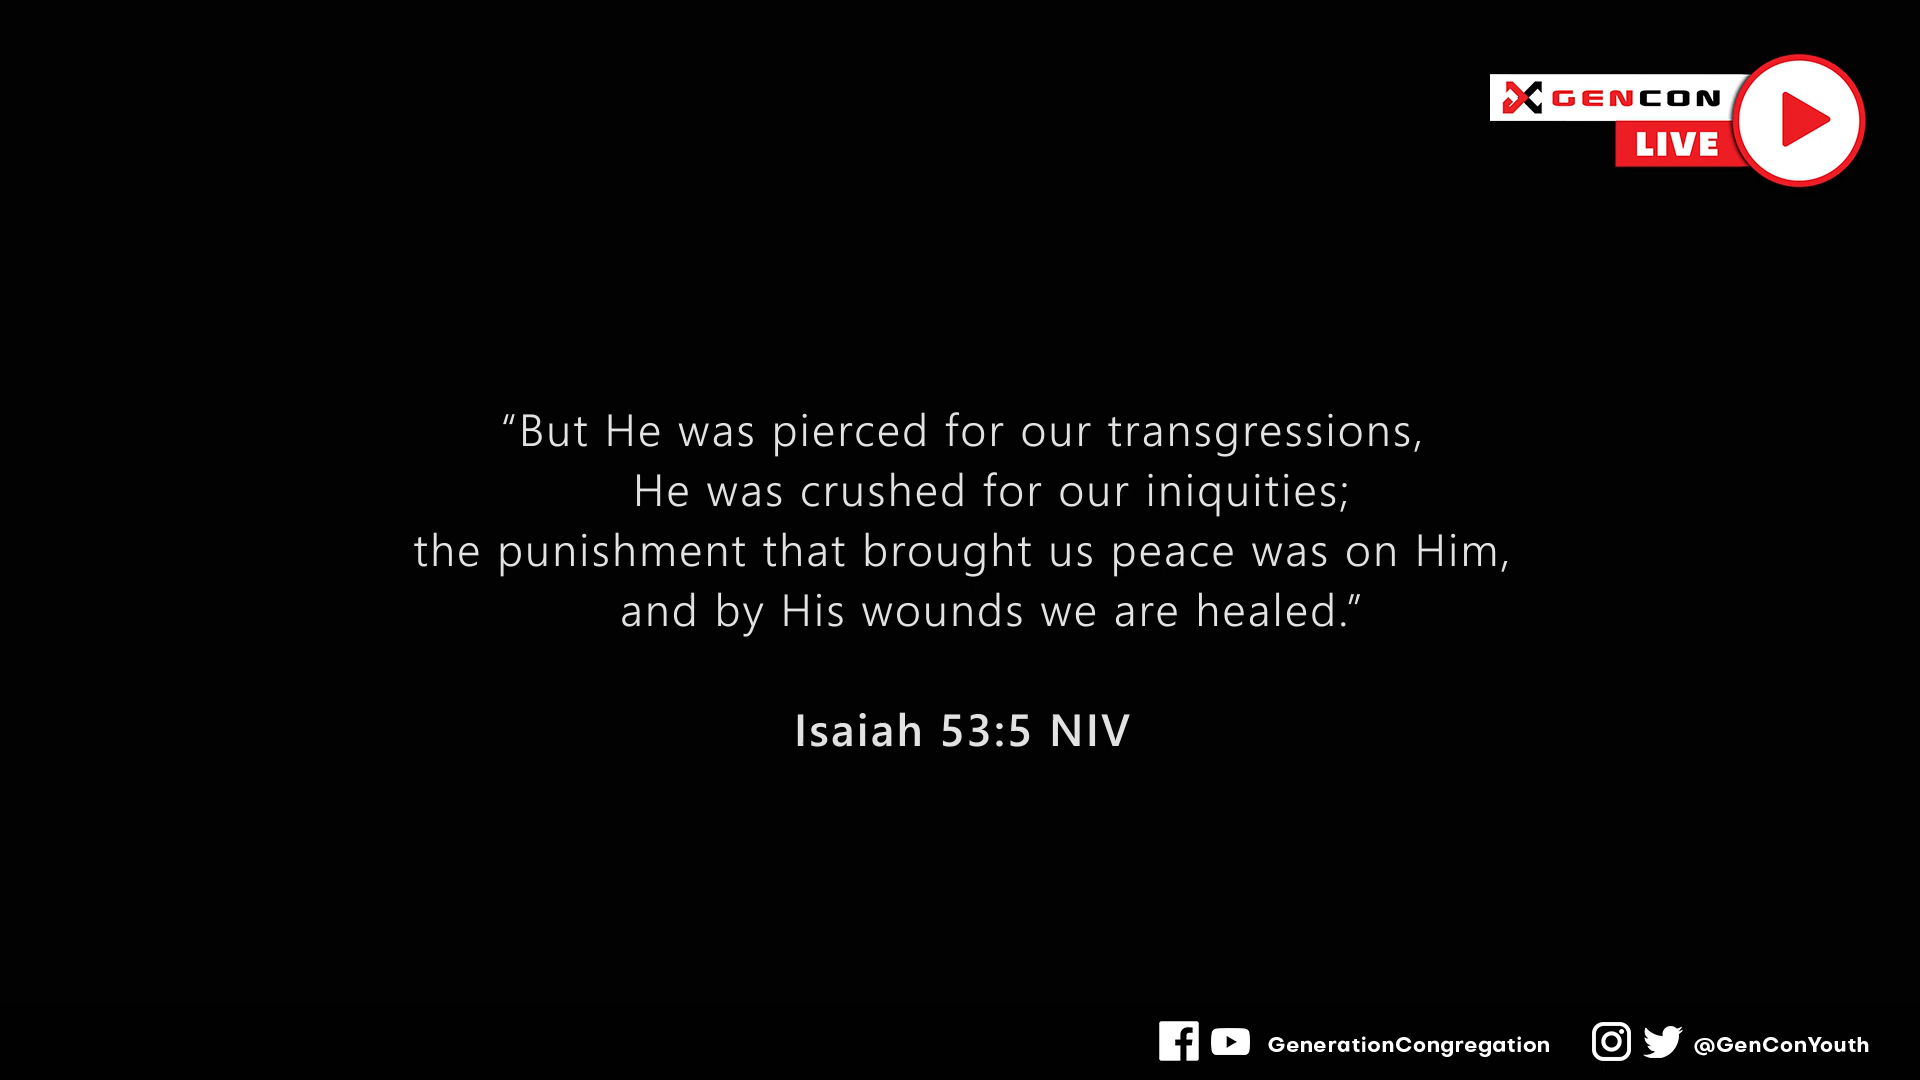 GENCON
LIVE
“But He was pierced for our transgressions,
He was crushed for our iniquities;
the punishment that brought us peace was on Him,
and by His wounds we are healed.”
Isaiah 53:5 NIV
GenerationCongregation @GenConYouth